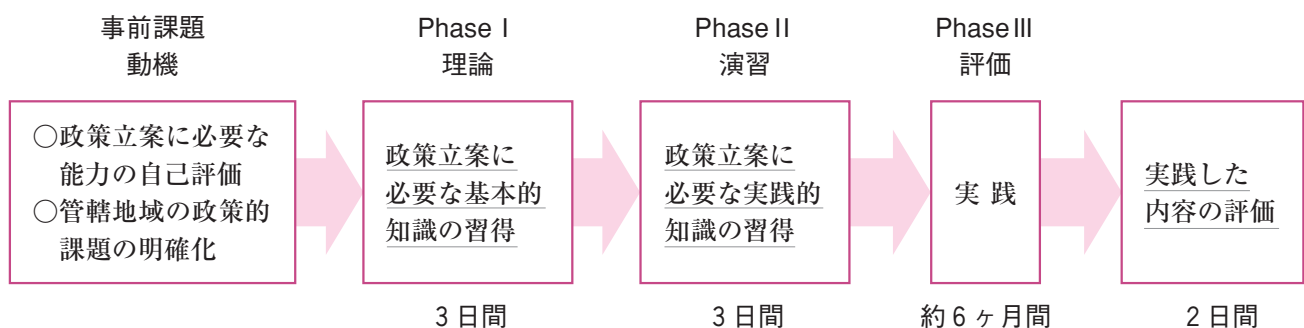 事前課題
動機
○政策立案に必要な
能力の自己評価
○管轄地域の政策的
課題の明確化
Phase I
理論
政策立案に
必要な基本的
知識の習得
3日間
Phase II
演習
政策立案に
必要な実践的
知識の習得
3日間
Phase III
評価
実践
約6ヶ月間
実践した
内容の評価
2日間